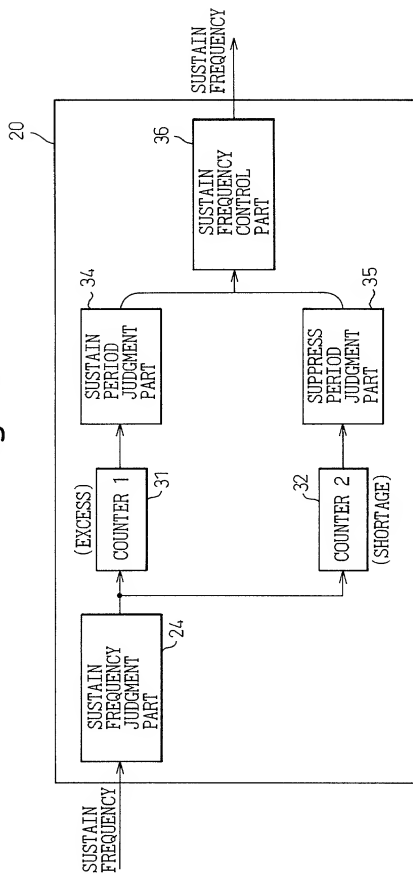 20
SUSTAIN
FREQUENCY
SUSTAIN
FREQUENCY
JUDGMENT
PART
24
(EXCESS)
COUNTER 1
31
SUSTAIN
PERIOD
JUDGMENT
PART
34
32
COUNTER 2
(SHORTAGE)
SUPPRESS
PERIOD
JUDGMENT
PART
35
36
SUSTAIN
FREQUENCY
CONTROL
PART
SUSTAIN
FREQUENCY